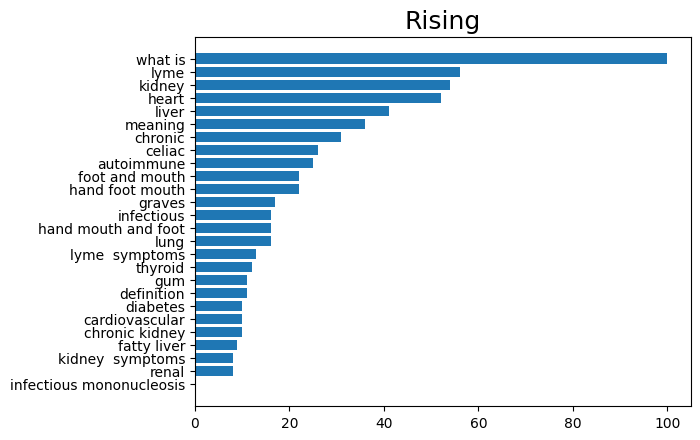 Rising
what is
lyme
kidney
heart
liver
meaning
chronic
celiac
autoimmune
foot and mouth
hand foot mouth
graves
infectious
hand mouth and foot
lung
lyme  symptoms
thyroid
gum
definition
diabetes
cardiovascular
chronic kidney
fatty liver
kidney  symptoms
renal
infectious mononucleosis
0 20 40 60 80 100